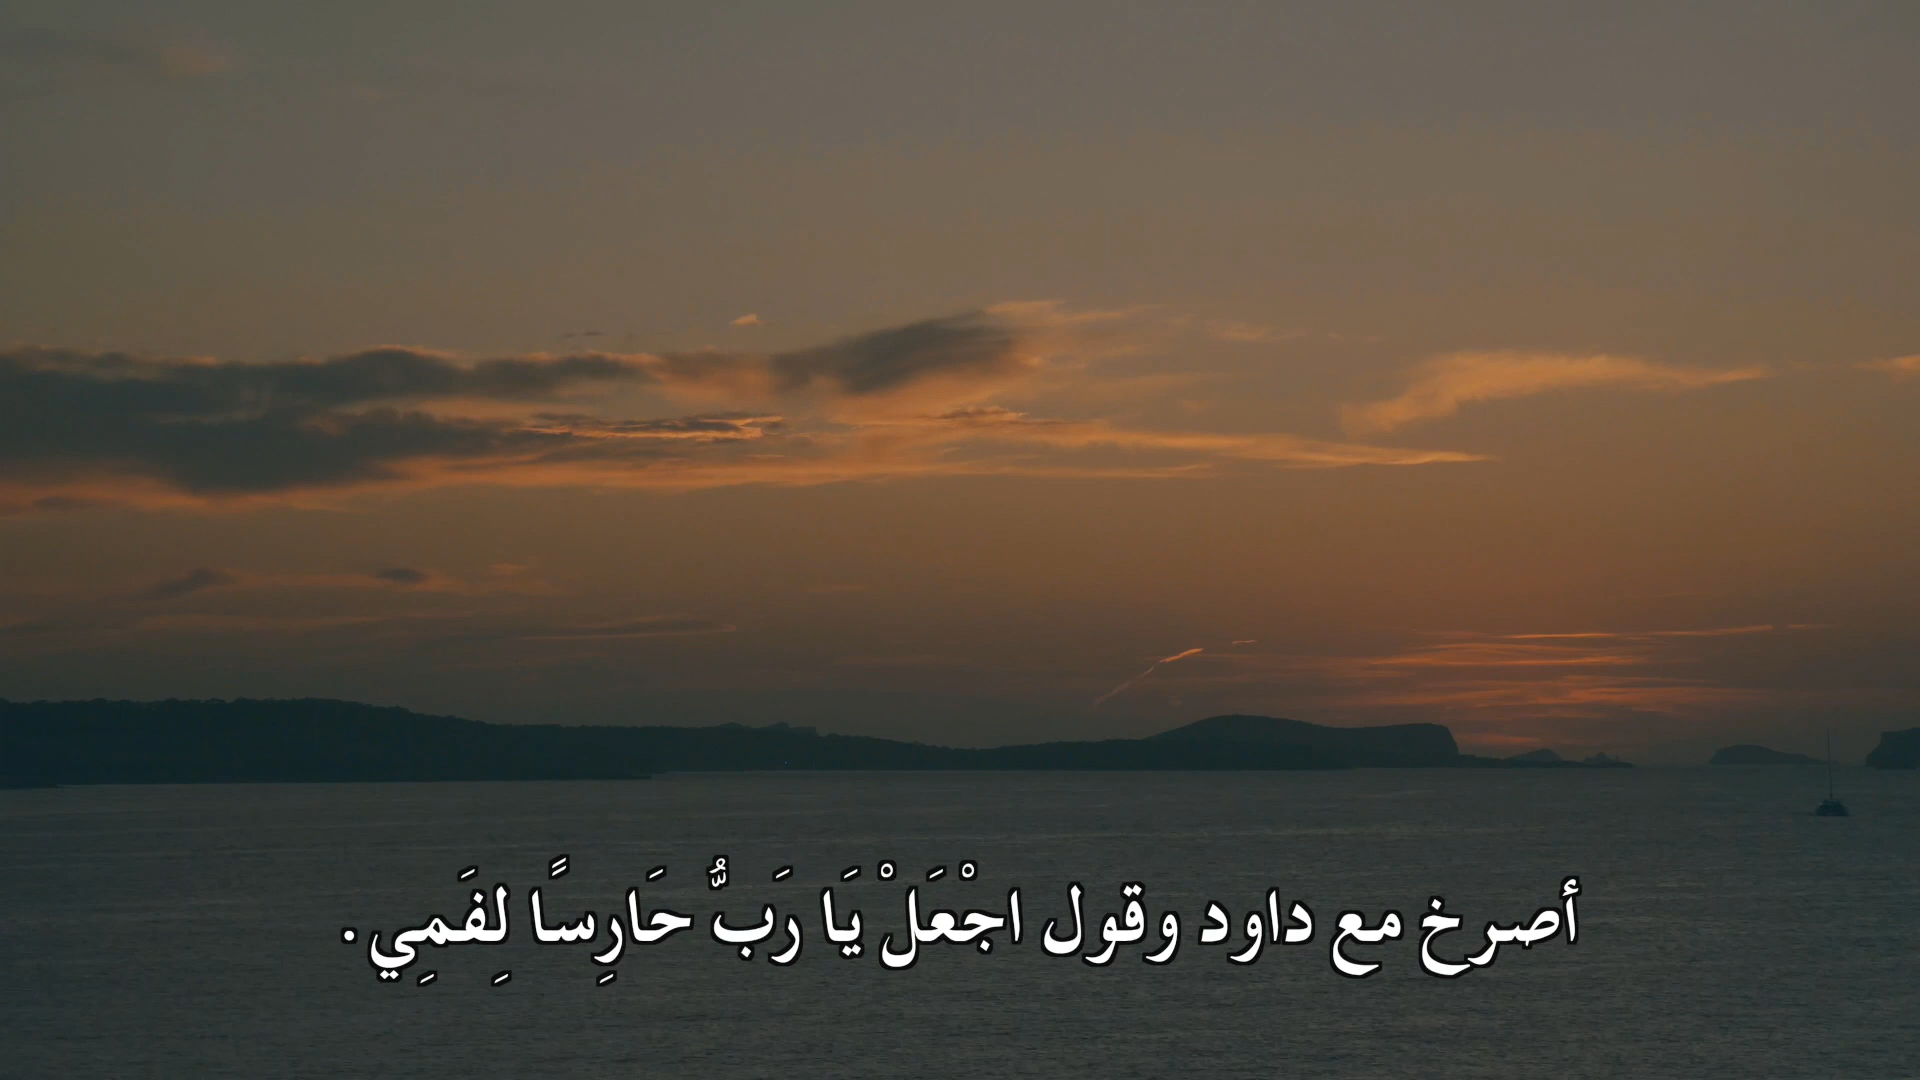 أصرخ مع داود وقول اجْعَلْ يَا رَبُّ حَارِسًا لِفَمِي.